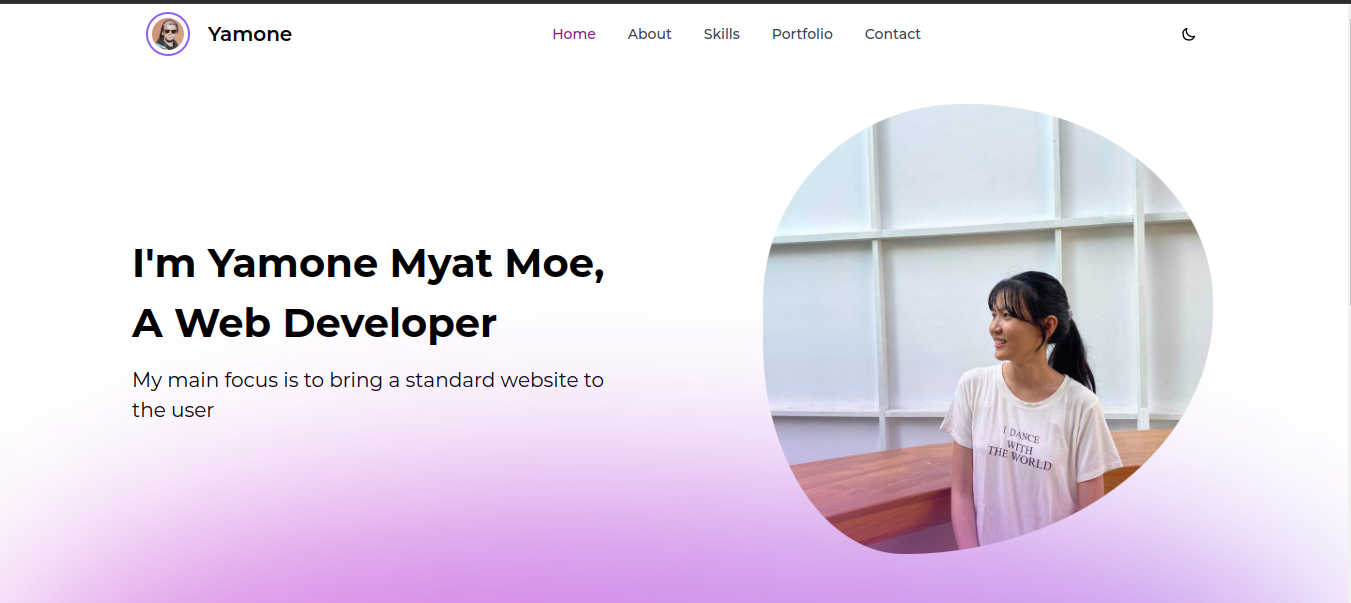 Yamone
Home About Skills Portfolio Contact
I'm Yamone Myat Moe,
A Web Developer
My main focus is to bring a standard website to
the user
I DANCE
WITH
THE WORLD